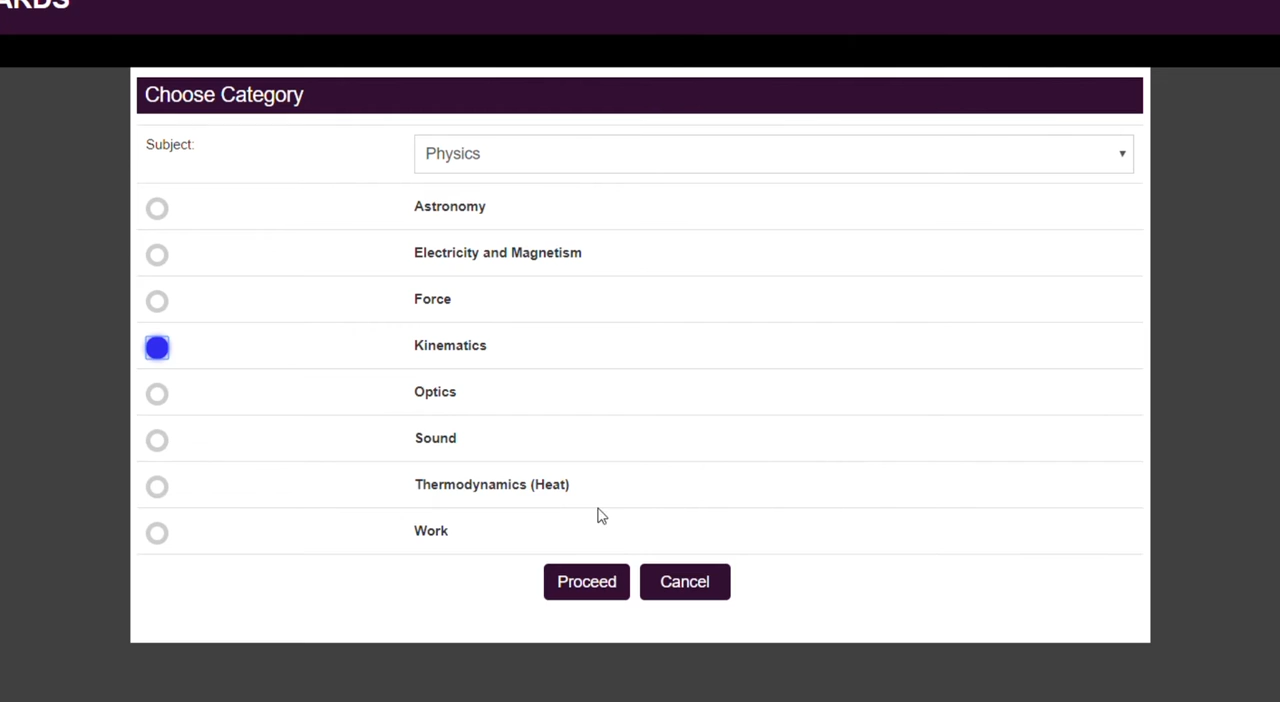 Choose Category
Subject:
Physics
Astronomy
Electricity and Magnetism
Force
Kinematics
Optics
Sound
Thermodynamics (Heat)
Work
Proceed
Cancel